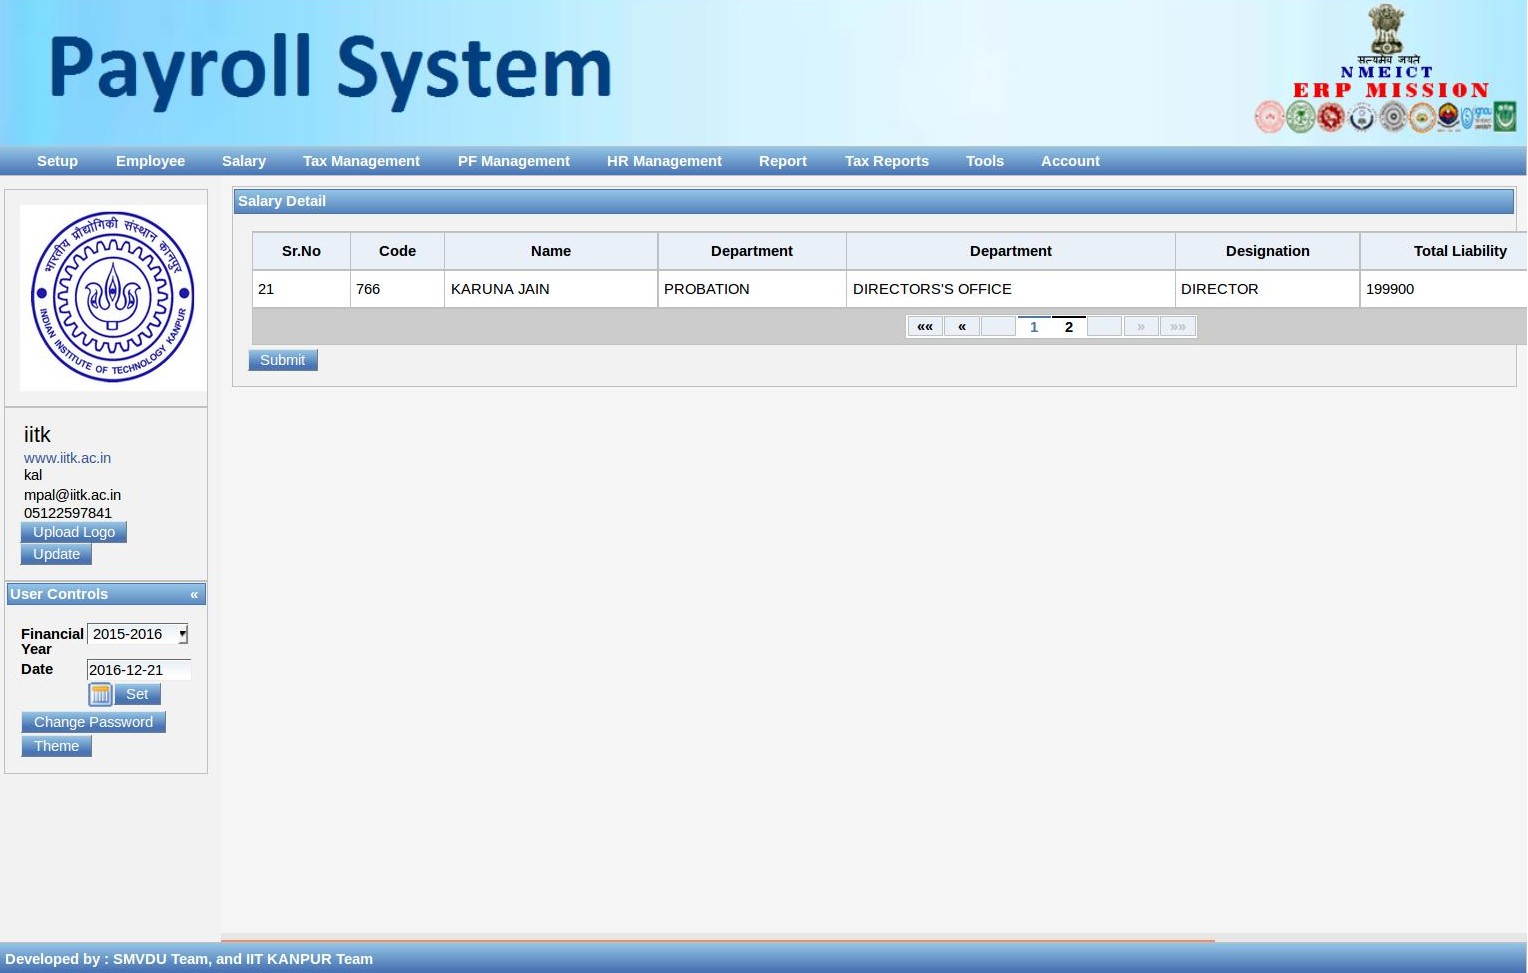 Payroll System
सत्यमेव जयते
NMEICT
ERP MISSION
Setup Employee Salary Tax Management PF Management HR Management Report Tax Reports Tools Account
भारतीय प्रौद्योगिकी संस्थान कानपुर
INDIAN INSTITUTE OF TECHNOLOGY KANPUR
iitk
www.iitk.ac.in
kal
mpal@iitk.ac.in
05122597841
Upload Logo
Update
User Controls «
Financial Year 2015-2016
Date 2016-12-21
Set
Change Password
Theme
Salary Detail
Sr.No Code Name Department Department Designation Total Liability
21 766 KARUNA JAIN PROBATION DIRECTORS'S OFFICE DIRECTOR 199900
«« « 1 2 » »»
Submit
Developed by : SMVDU Team, and IIT KANPUR Team